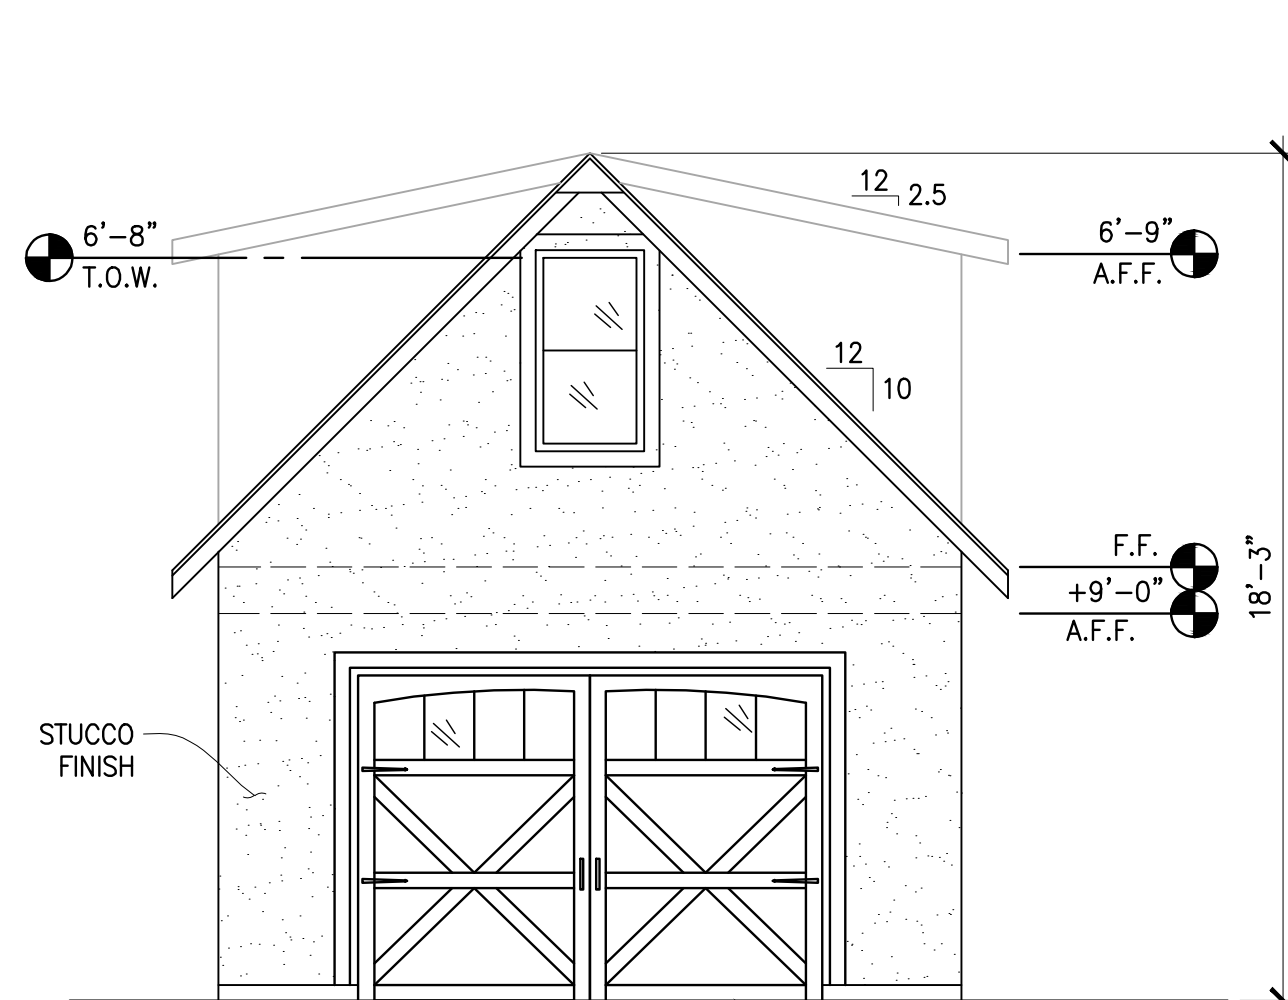 12
2.5
6'-8"
T.O.W.
6'-9"
A.F.F.
12
10
F.F.
+9'-0"
A.F.F.
18'-3"
STUCCO
FINISH